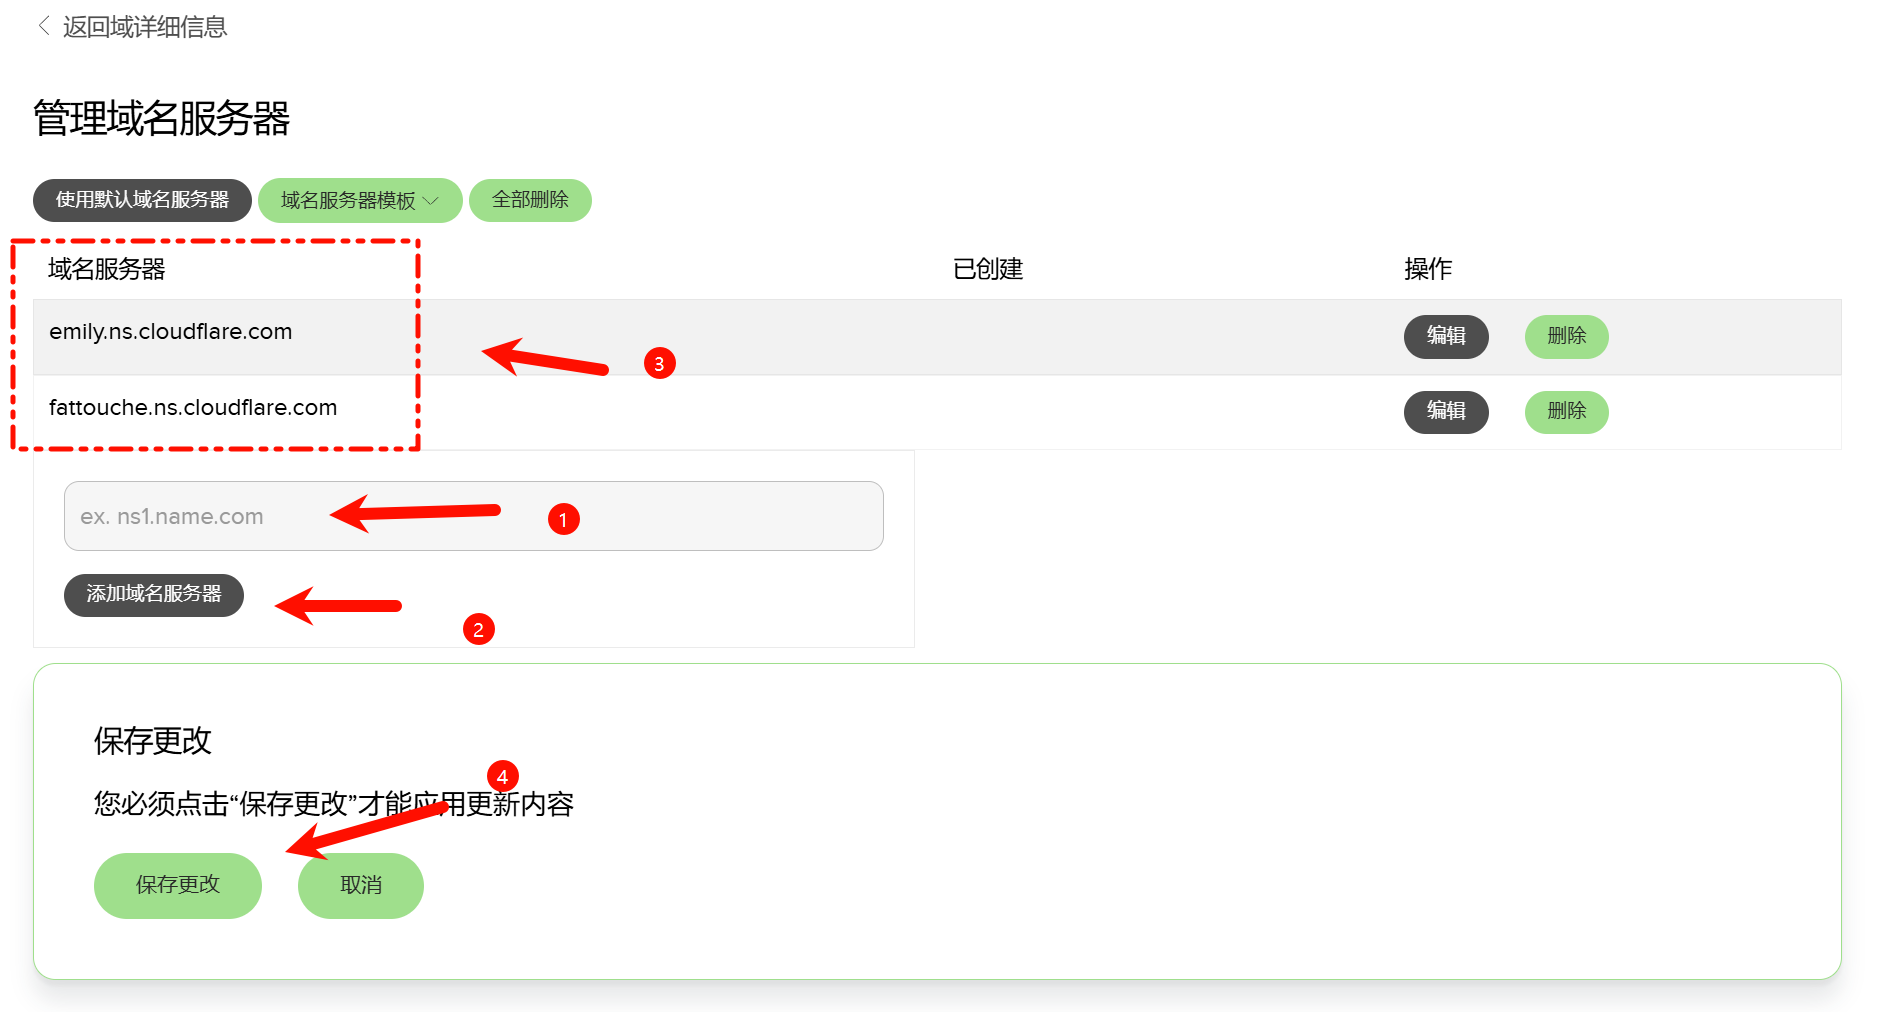 返回域详细信息
管理域名服务器
使用默认域名服务器 域名服务器模板 全部删除
域名服务器 已创建 操作
emily.ns.cloudflare.com 编辑 删除
3
fattouche.ns.cloudflare.com 编辑 删除
ex. ns1.name.com
1
添加域名服务器
2
保存更改
4
您必须点击“保存更改”才能应用更新内容
保存更改 取消